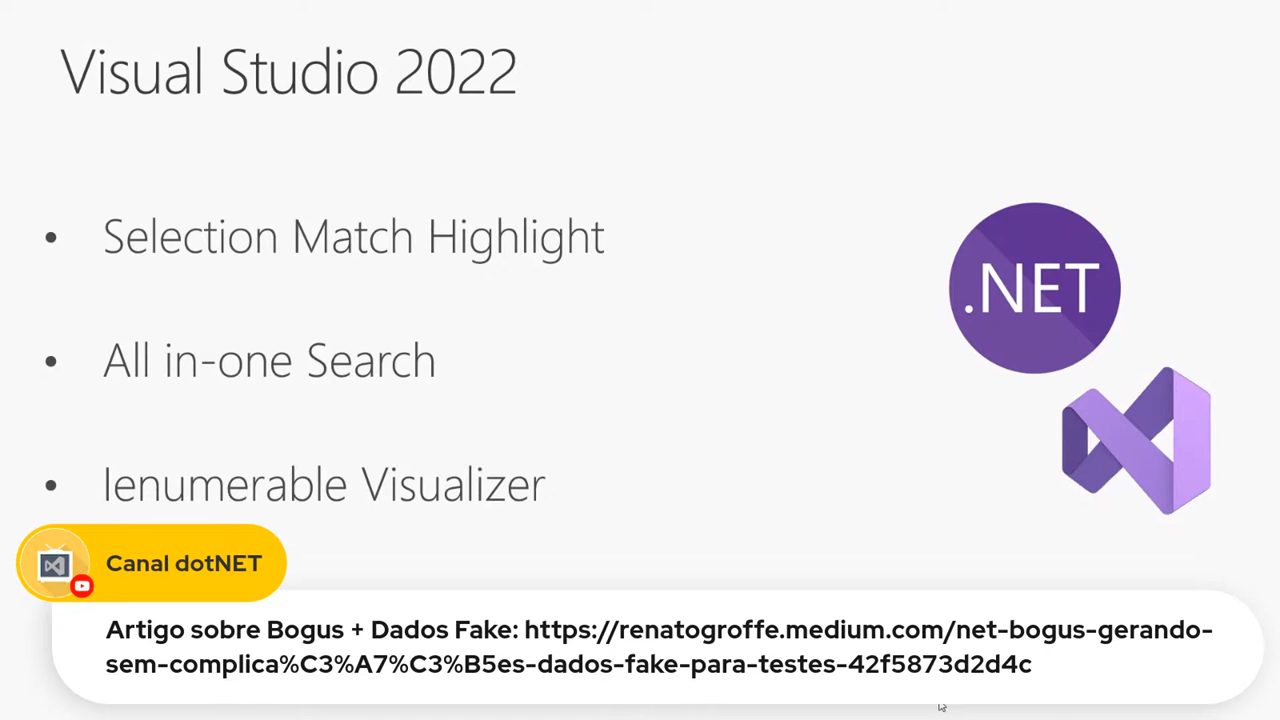 Visual Studio 2022
• Selection Match Highlight
• All in-one Search
• Ienumerable Visualizer
.NET
Canal dotNET
Artigo sobre Bogus + Dados Fake: https://renatogroffe.medium.com/net-bogus-gerando-
sem-complica%C3%A7%C3%B5es-dados-fake-para-testes-42f5873d2d4c